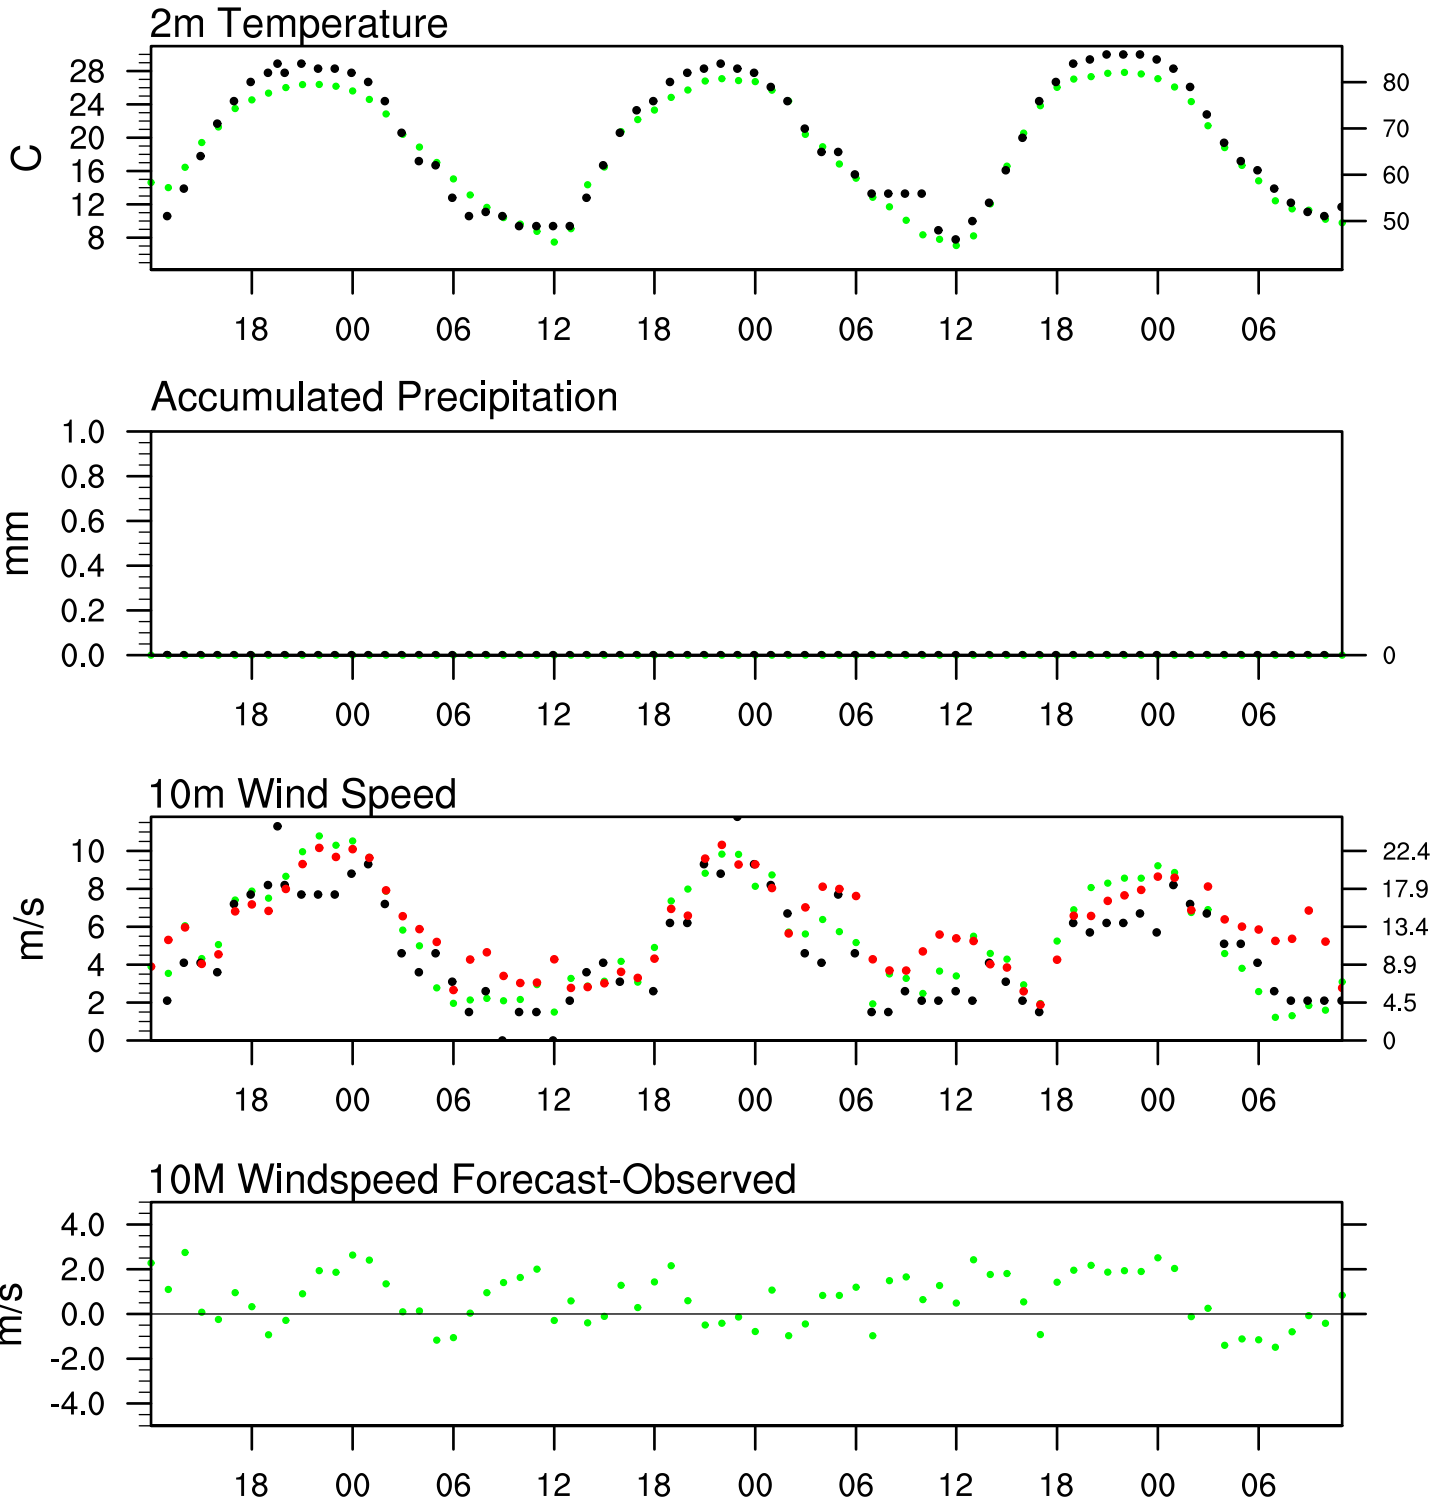 2m Temperature
28
24
20
16
12
8
C
80
70
60
50
18 00 06 12 18 00 06 12 18 00 06
Accumulated Precipitation
1.0
0.8
0.6
0.4
0.2
0.0
mm
0
18 00 06 12 18 00 06 12 18 00 06
10m Wind Speed
10
8
6
4
2
0
m/s
22.4
17.9
13.4
8.9
4.5
0
18 00 06 12 18 00 06 12 18 00 06
10M Windspeed Forecast-Observed
4.0
2.0
0.0
-2.0
-4.0
m/s
18 00 06 12 18 00 06 12 18 00 06